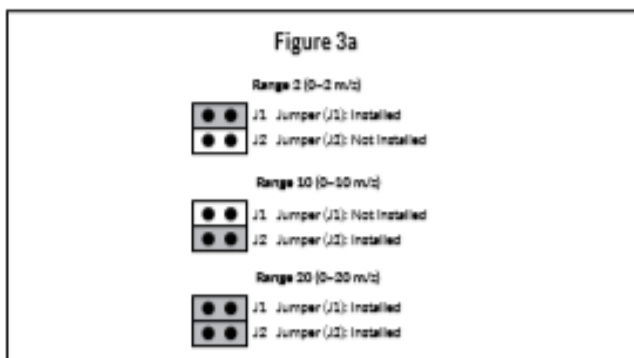 Figure 3a
Range 2 (0–2 m/s)
J1 Jumper (J1): Installed
J2 Jumper (J2): Not Installed
Range 10 (0–10 m/s)
J1 Jumper (J1): Not Installed
J2 Jumper (J2): Installed
Range 20 (0–20 m/s)
J1 Jumper (J1): Installed
J2 Jumper (J2): Installed